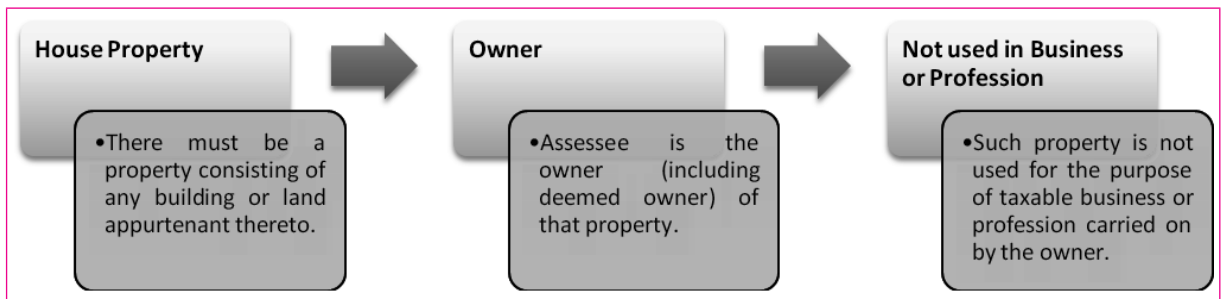 House Property
•There must be a
property consisting of
any building or land
appurtenant thereto.
Owner
•Assessee is the
owner (including
deemed owner) of
that property.
Not used in Business
or Profession
•Such property is not
used for the purpose
of taxable business or
profession carried on
by the owner.